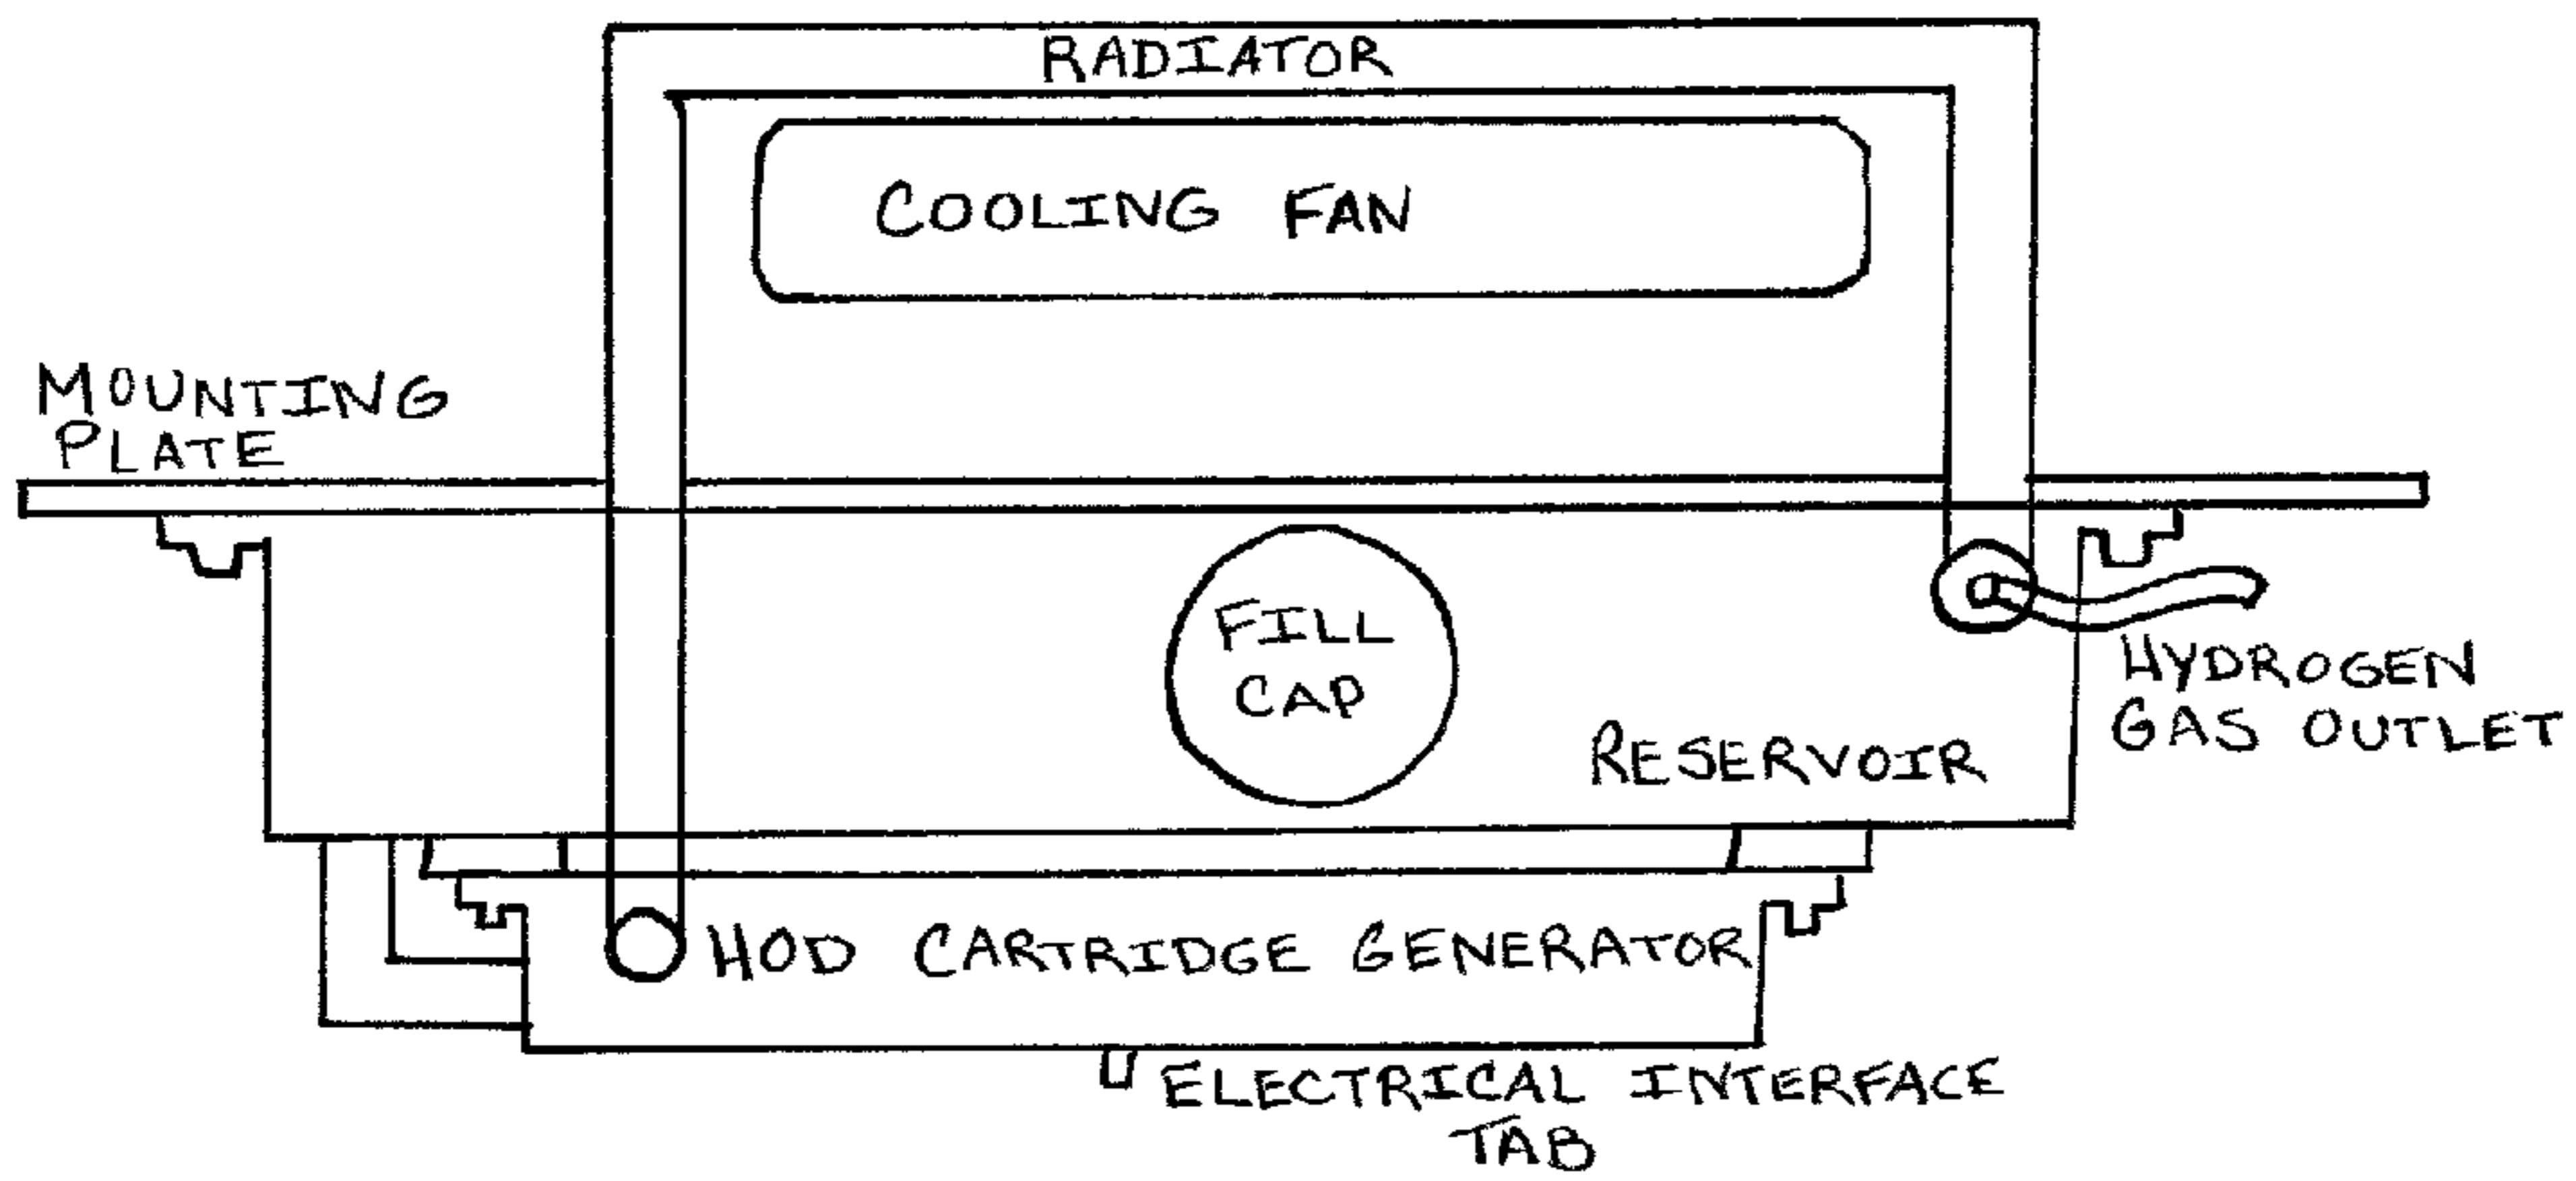 RADIATOR
COOLING FAN
MOUNTING
PLATE
FILL
CAP
HYDROGEN
GAS OUTLET
RESERVOIR
HOD CARTRIDGE GENERATOR
ELECTRICAL INTERFACE
TAB